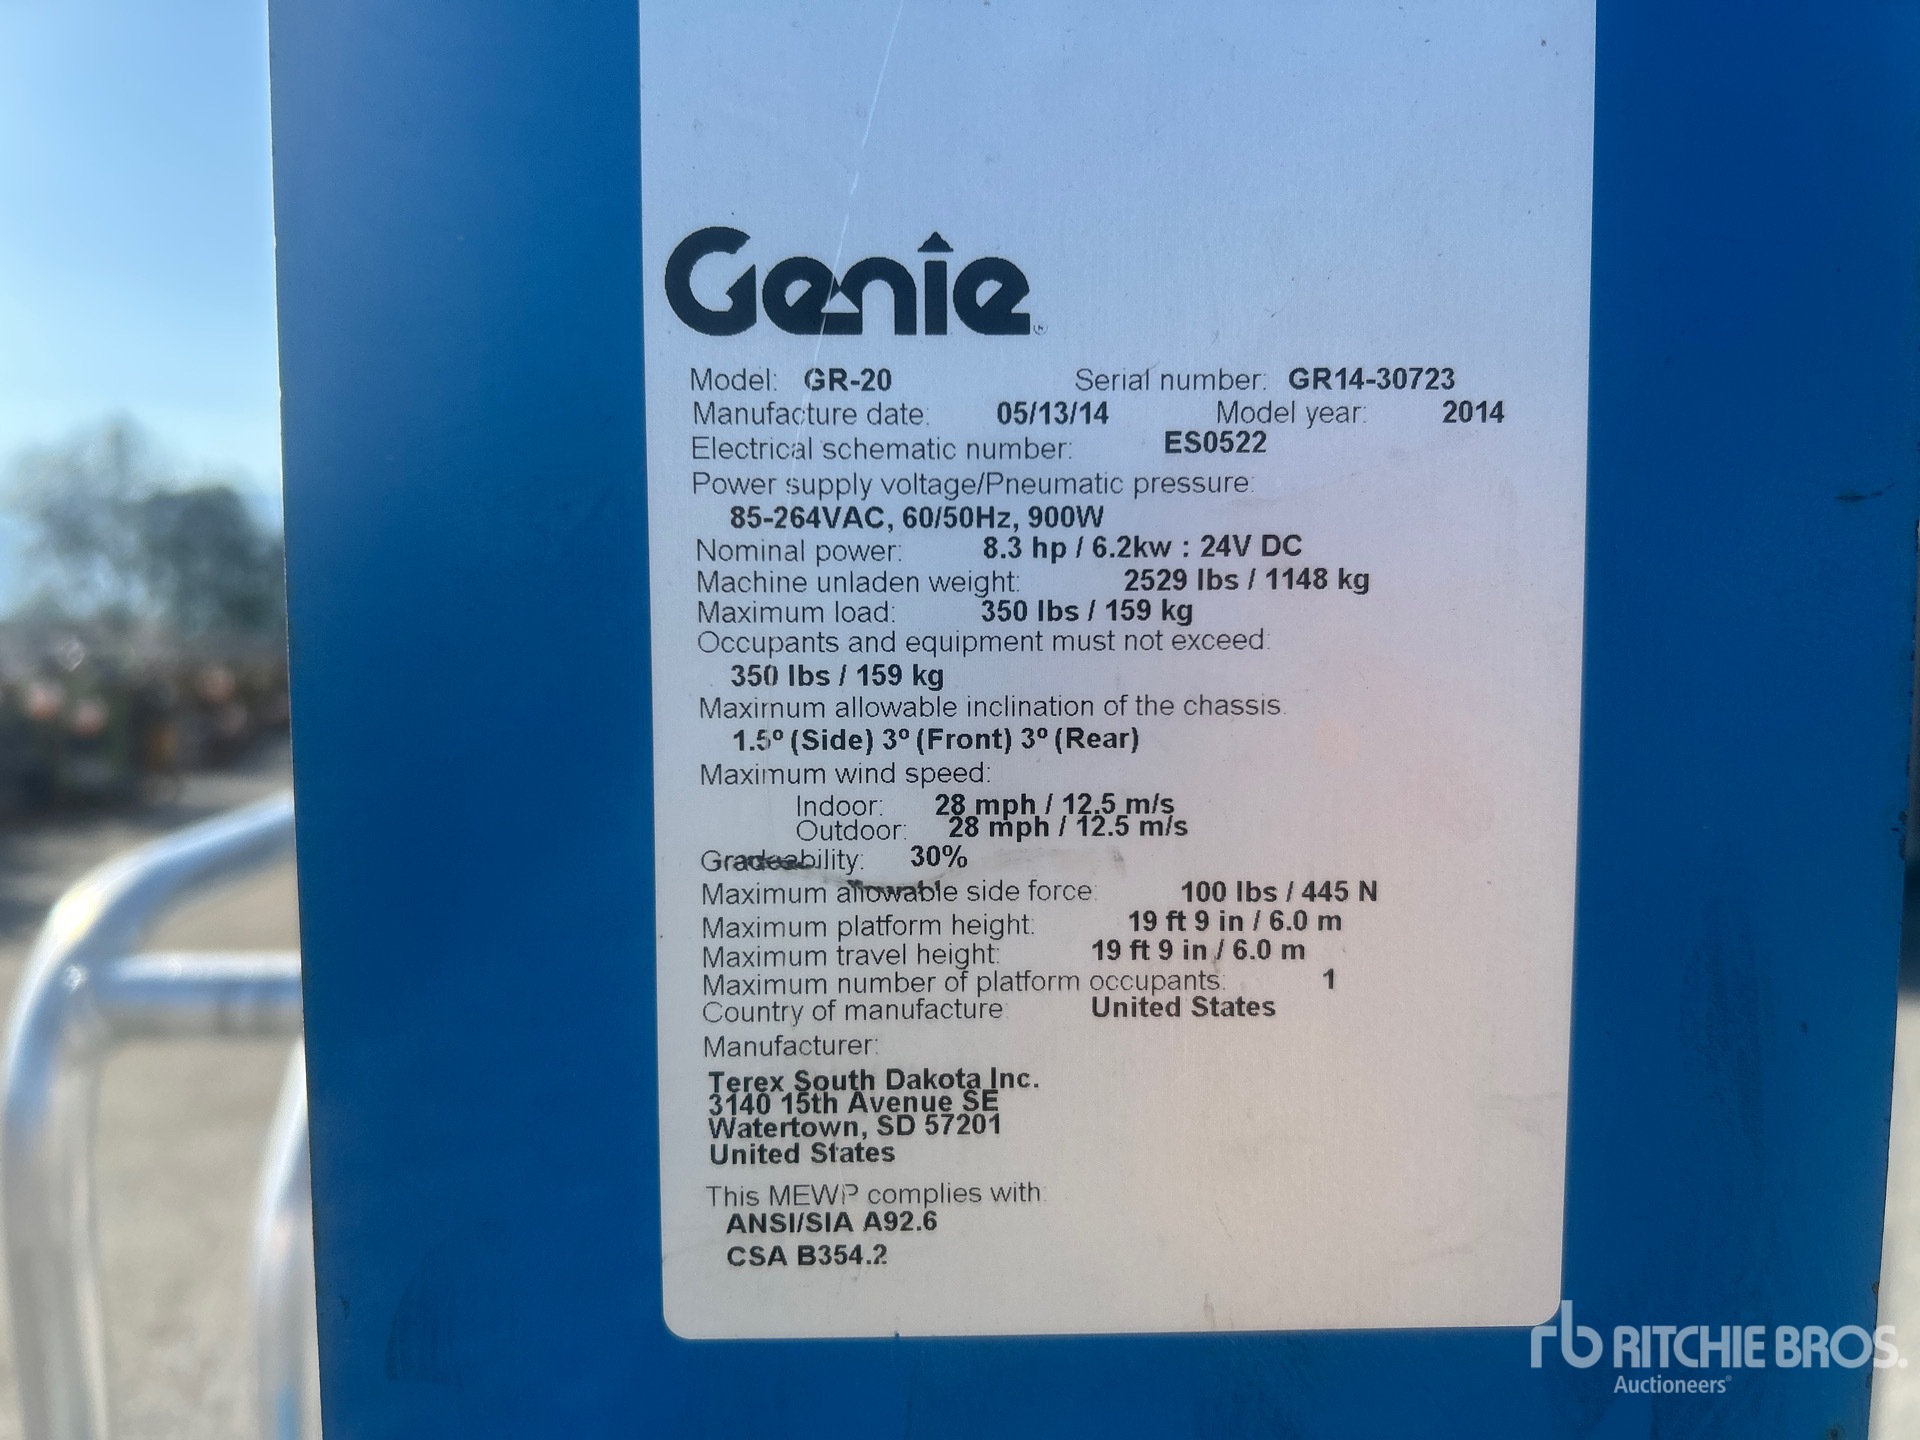 Genie
Model: GR-20 Serial number: GR14-30723
Manufacture date: 05/13/14 Model year: 2014
Electrical schematic number: ES0522
Power supply voltage/Pneumatic pressure:
85-264VAC, 60/50Hz, 900W
Nominal power: 8.3 hp / 6.2kw : 24V DC
Machine unladen weight: 2529 lbs / 1148 kg
Maximum load: 350 lbs / 159 kg
Occupants and equipment must not exceed:
350 lbs / 159 kg
Maximum allowable inclination of the chassis:
1.5º (Side) 3º (Front) 3º (Rear)
Maximum wind speed:
Indoor: 28 mph / 12.5 m/s
Outdoor: 28 mph / 12.5 m/s
Gradeability: 30%
Maximum allowable side force: 100 lbs / 445 N
Maximum platform height: 19 ft 9 in / 6.0 m
Maximum travel height: 19 ft 9 in / 6.0 m
Maximum number of platform occupants: 1
Country of manufacture: United States
Manufacturer:
Terex South Dakota Inc.
3140 15th Avenue SE
Watertown, SD 57201
United States
This MEWP complies with:
ANSI/SIA A92.6
CSA B354.2
rb RITCHIE BROS.
Auctioneers